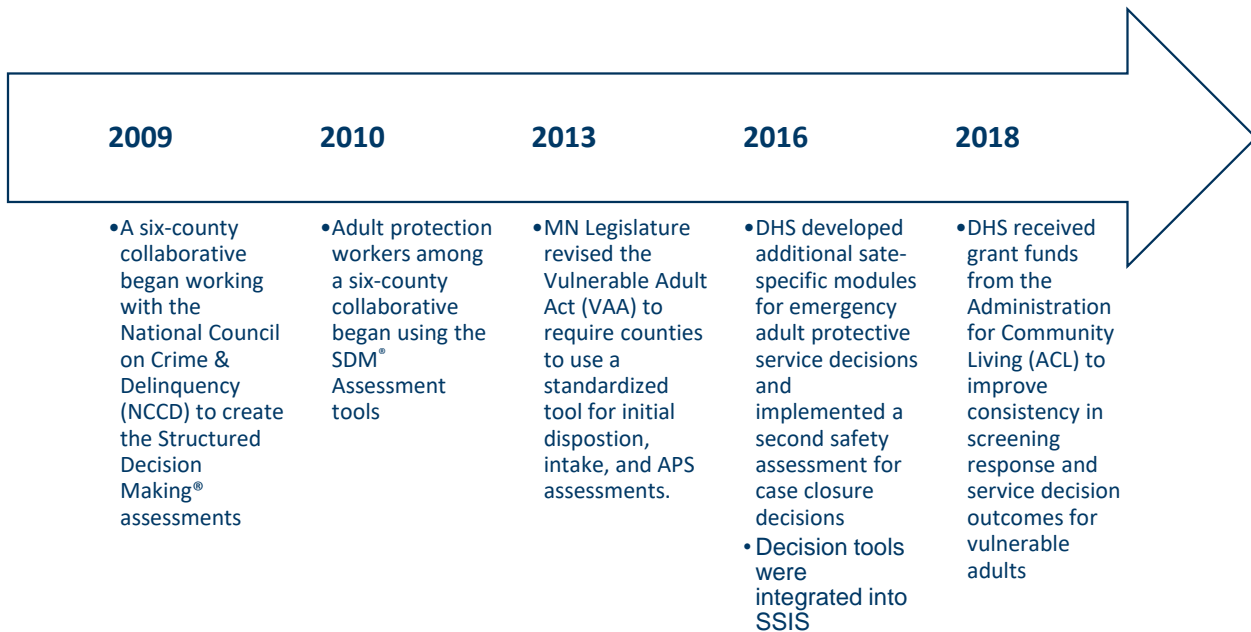 2009
•A six-county
collaborative
began working
with the
National Council
on Crime &
Delinquency
(NCCD) to create
the Structured
Decision
Making®
assessments
2010
•Adult protection
workers among
a six-county
collaborative
began using the
SDM®
Assessment
tools
2013
•MN Legislature
revised the
Vulnerable Adult
Act (VAA) to
require counties
to use a
standardized
tool for initial
dispostion,
intake, and APS
assessments.
2016
•DHS developed
additional sate-
specific modules
for emergency
adult protective
service decisions
and
implemented a
second safety
assessment for
case closure
decisions
• Decision tools
were
integrated into
SSIS
2018
•DHS received
grant funds
from the
Administration
for Community
Living (ACL) to
improve
consistency in
screening
response and
service decision
outcomes for
vulnerable
adults